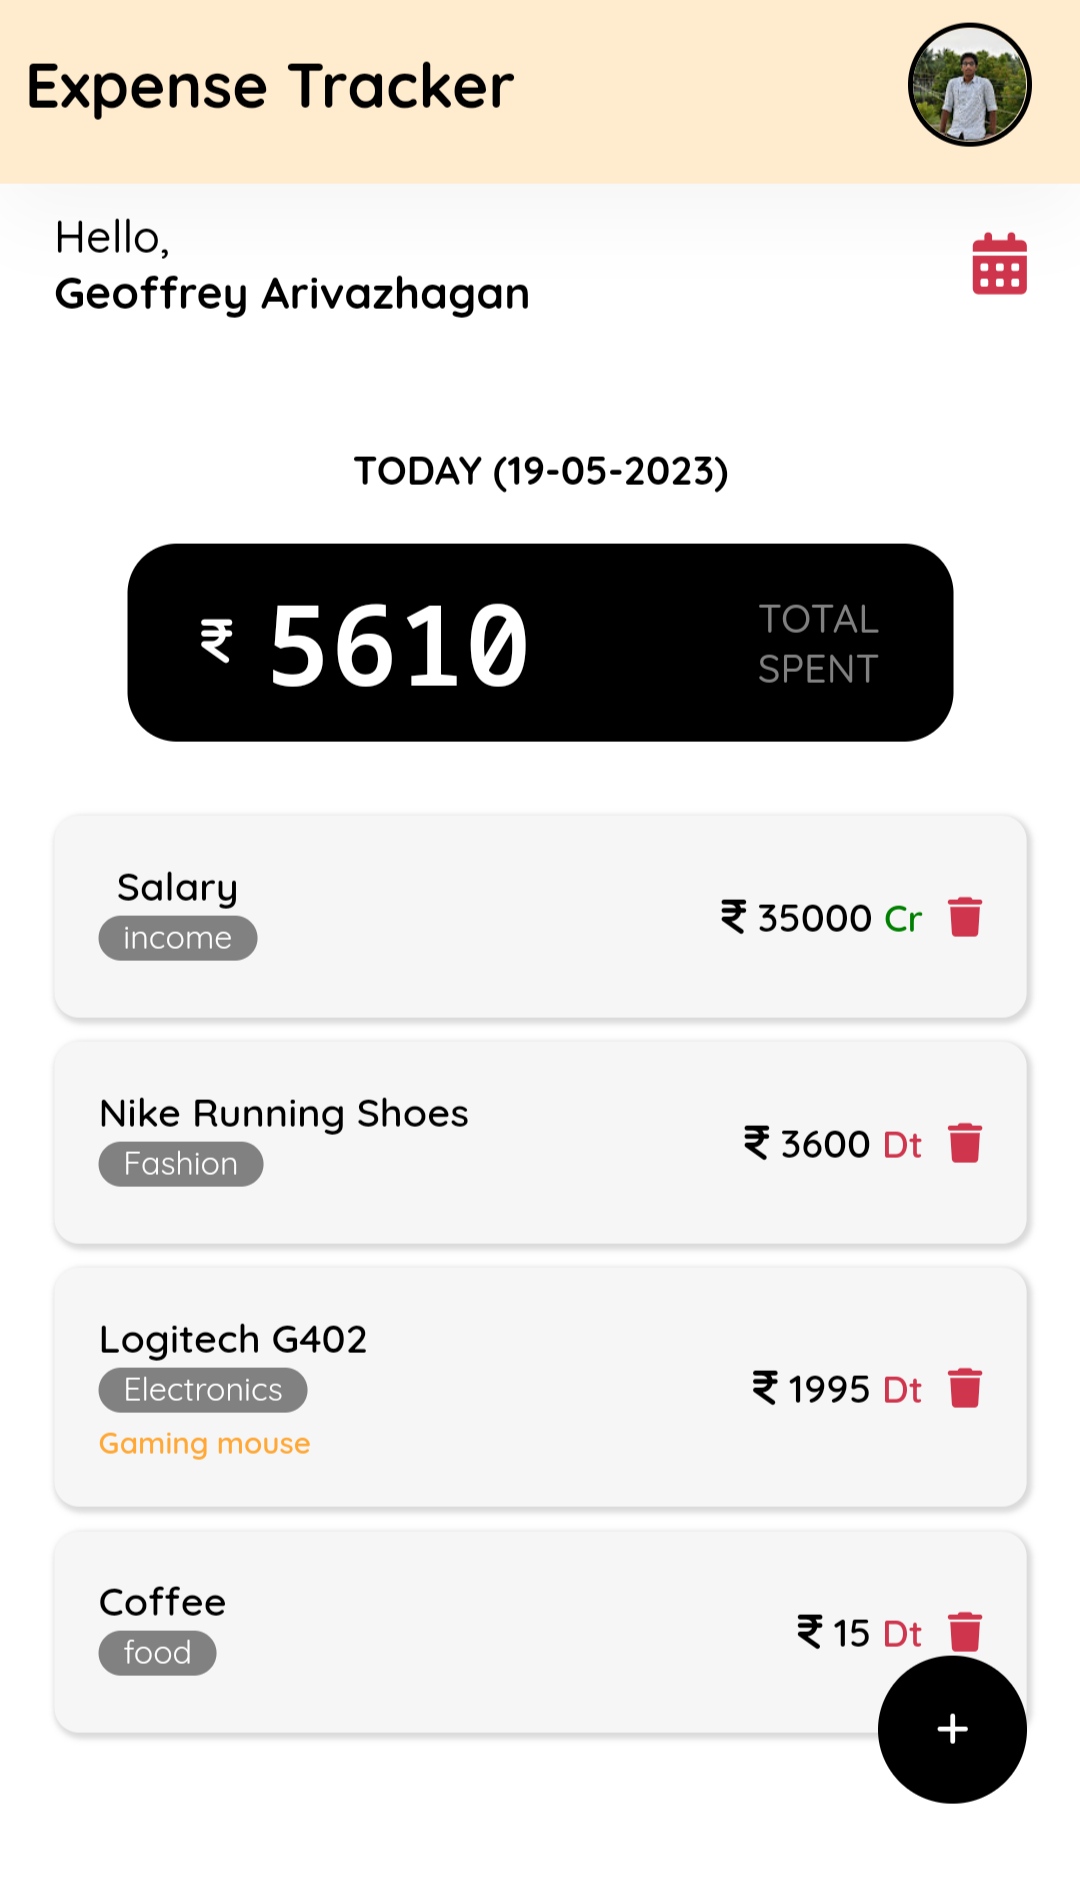 Expense Tracker
Hello,
Geoffrey Arivazhagan
TODAY (19-05-2023)
₹ 5610 TOTAL
SPENT
Salary
income
₹ 35000 Cr
Nike Running Shoes
Fashion
₹ 3600 Dt
Logitech G402
Electronics
Gaming mouse
₹ 1995 Dt
Coffee
food
₹ 15 Dt
+